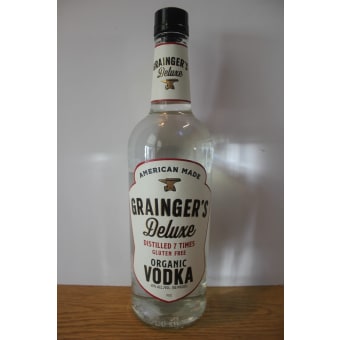 GRAINGER'S
Deluxe
AMERICAN MADE
GRAINGER'S
Deluxe
DISTILLED 7 TIMES
GLUTEN FREE
ORGANIC
VODKA